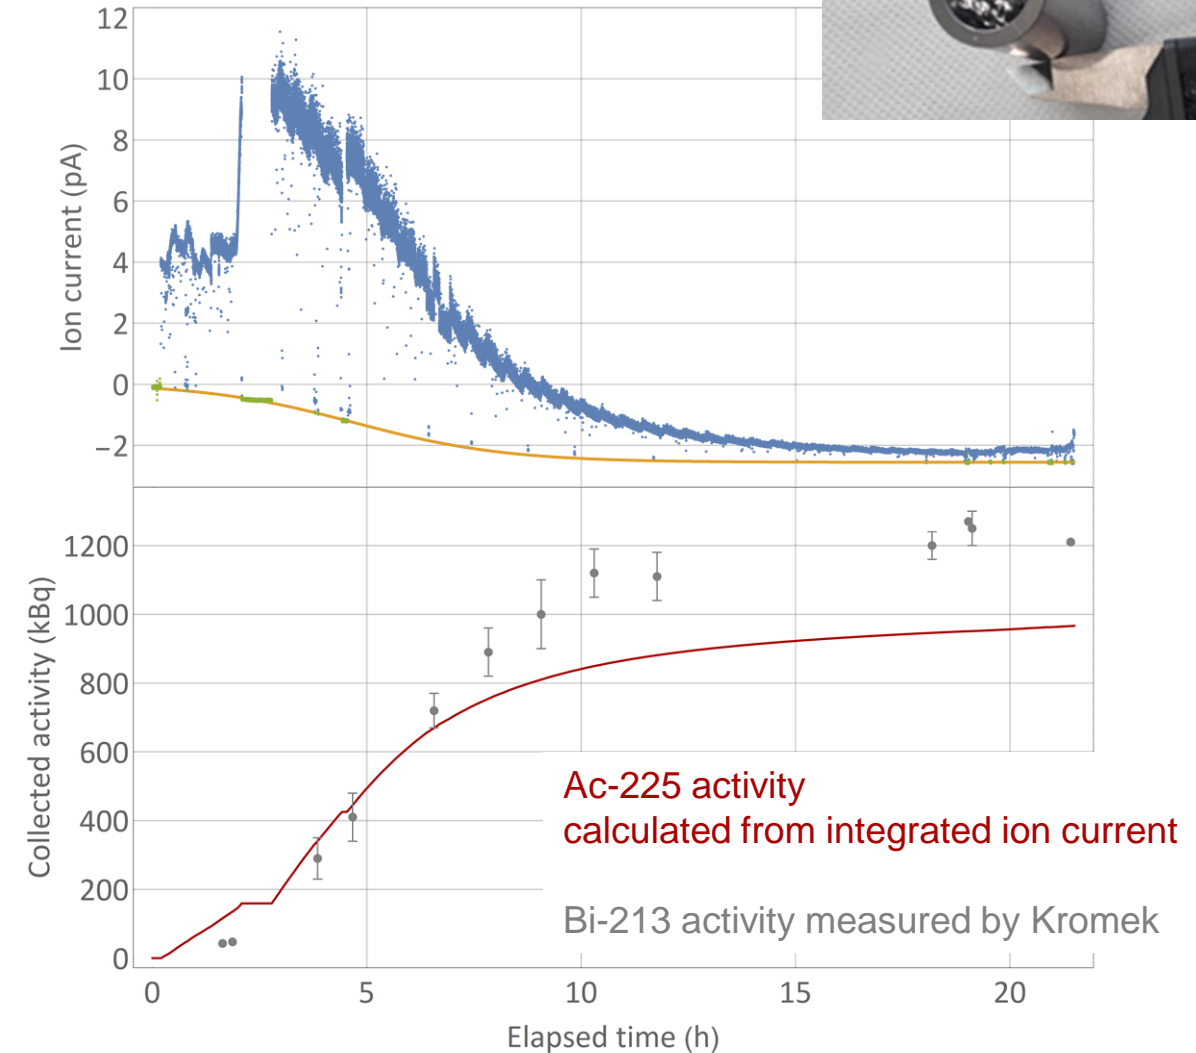 12
10
8
6
4
2
0
−2
Ion current (pA)
1200
1000
800
600
400
200
0
Collected activity (kBq)
Ac-225 activity
calculated from integrated ion current
Bi-213 activity measured by Kromek
0 5 10 15 20
Elapsed time (h)